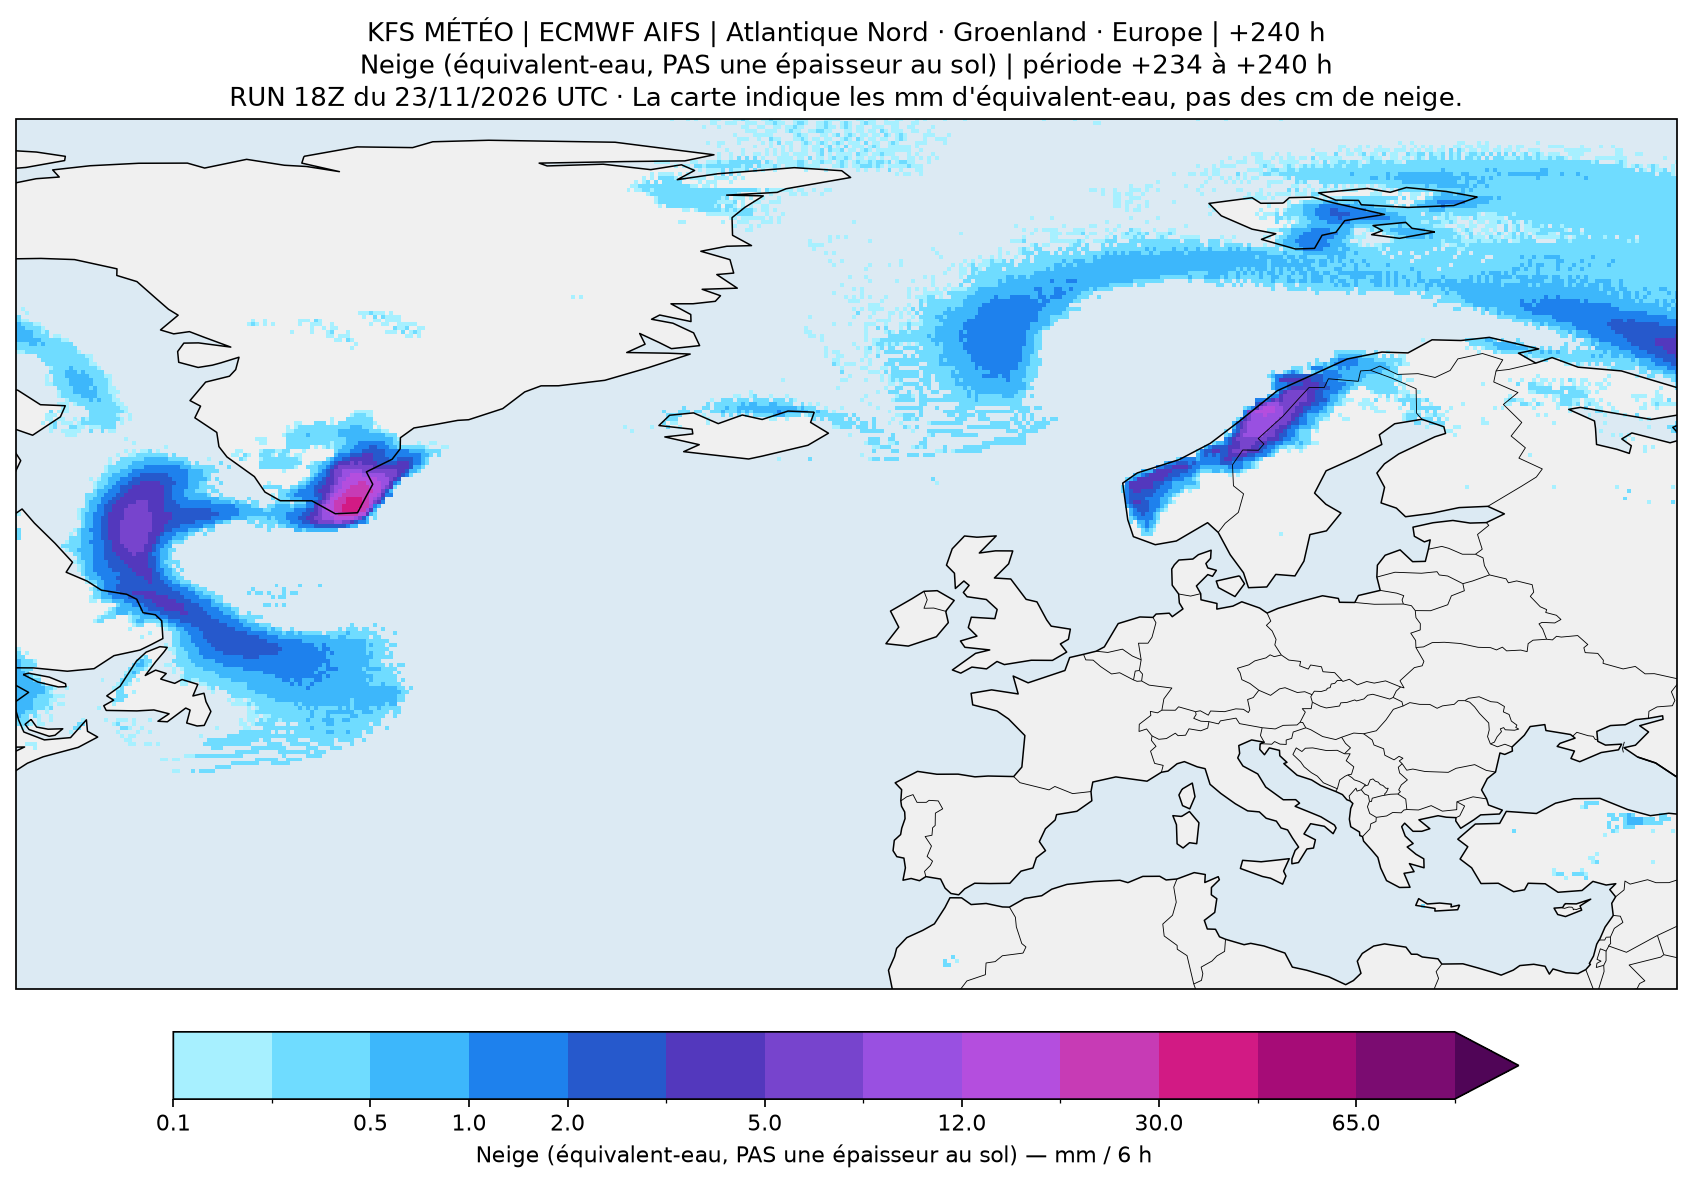 KFS MÉTÉO | ECMWF AIFS | Atlantique Nord · Groenland · Europe | +240 h
Neige (équivalent-eau, PAS une épaisseur au sol) | période +234 à +240 h
RUN 18Z du 23/11/2026 UTC · La carte indique les mm d'équivalent-eau, pas des cm de neige.
0.1 0.5 1.0 2.0 5.0 12.0 30.0 65.0
Neige (équivalent-eau, PAS une épaisseur au sol) — mm / 6 h